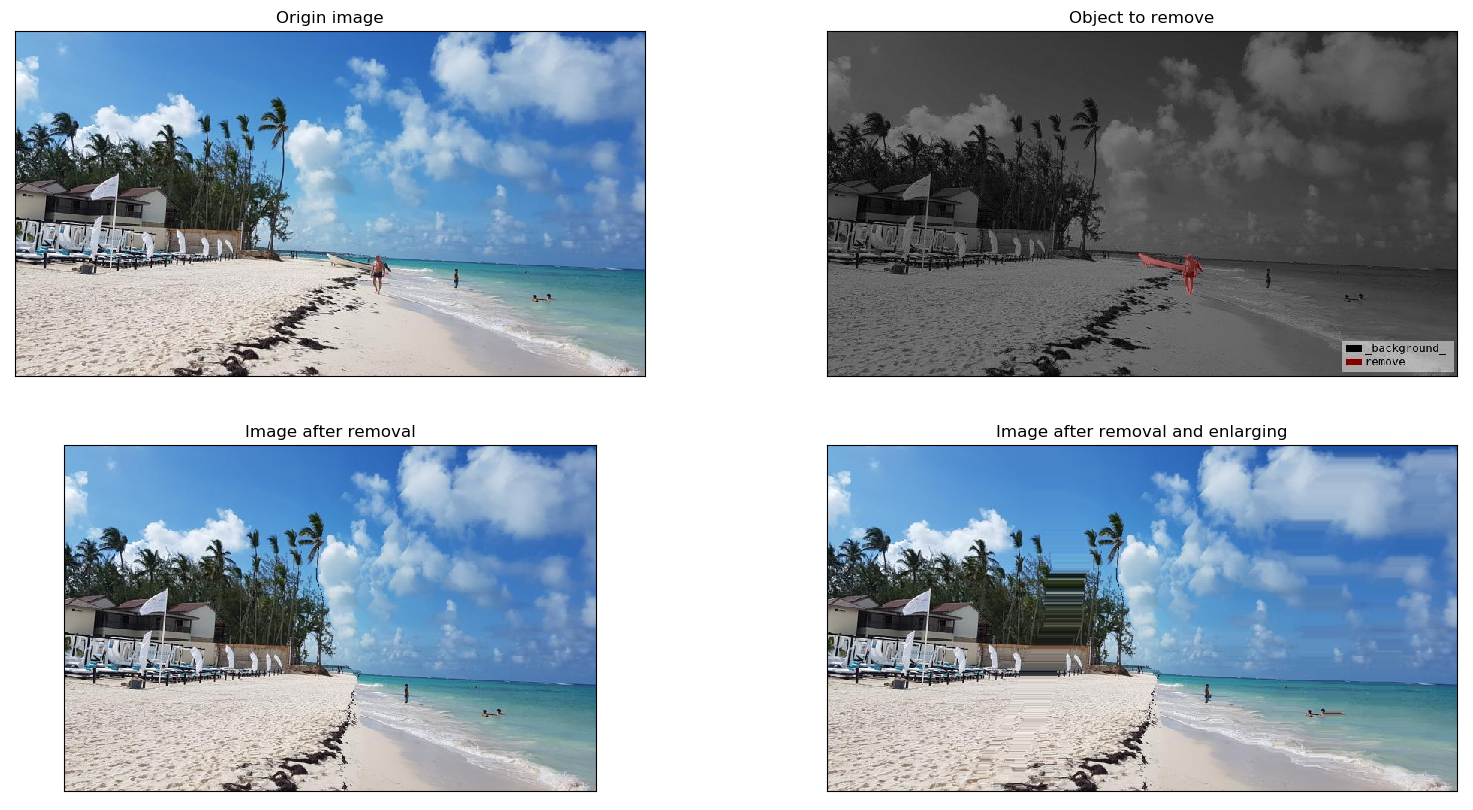 Origin image
Object to remove
_background_
remove
Image after removal
Image after removal and enlarging